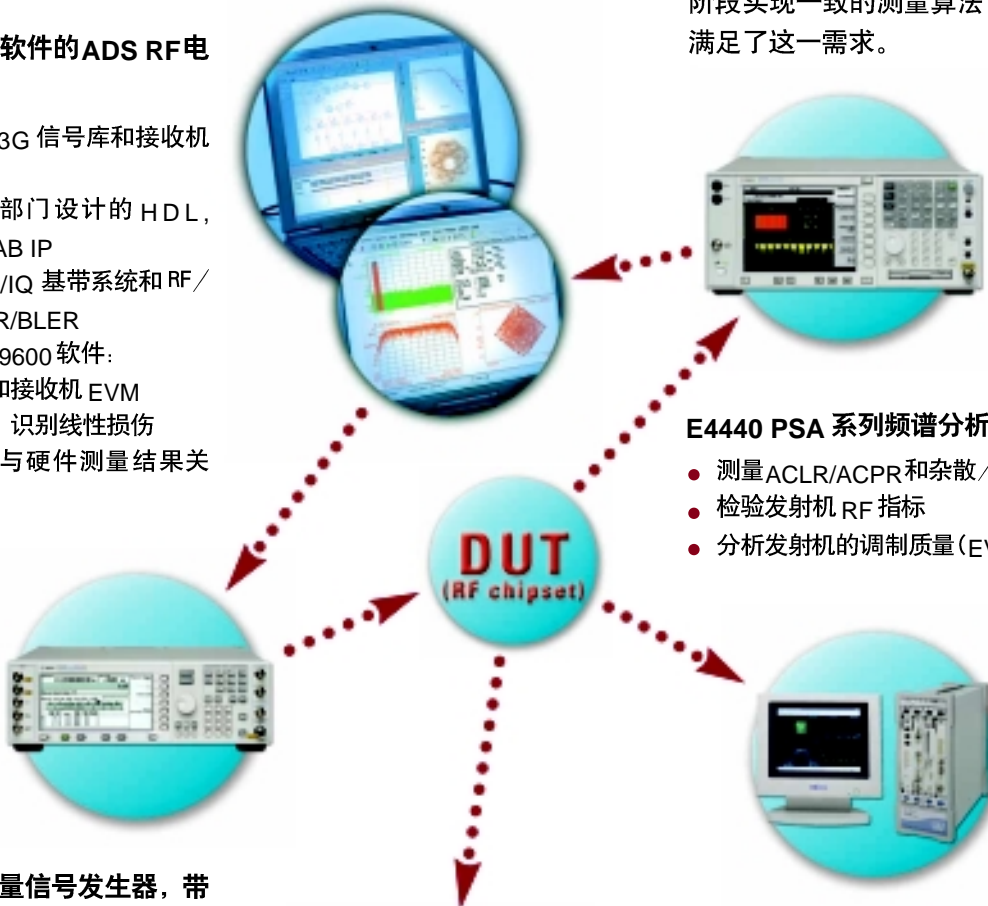 软件的ADS RF电
3G 信号库和接收机
部门设计的 HDL,
AB IP
/IQ 基带系统和 RF/
R/BLER
9600 软件:
和接收机 EVM
识别线性损伤
与硬件测量结果关
阶段实现一致的测量算法
满足了这一需求。
E4440 PSA 系列频谱分析
● 测量ACLR/ACPR和杂散/
● 检验发射机 RF 指标
● 分析发射机的调制质量(EV
DUT
(RF chipset)
量信号发生器，带